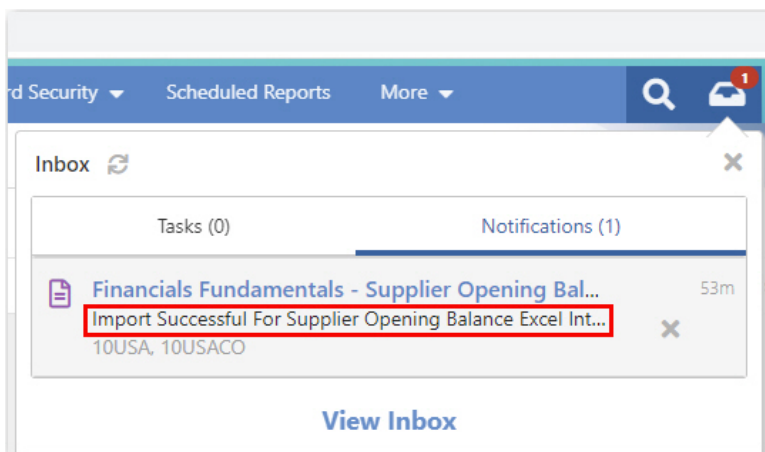 rd Security Scheduled Reports More 1
Inbox
Tasks (0) Notifications (1)
Financials Fundamentals - Supplier Opening Bal... 53m
Import Successful For Supplier Opening Balance Excel Int...
10USA, 10USACO
View Inbox